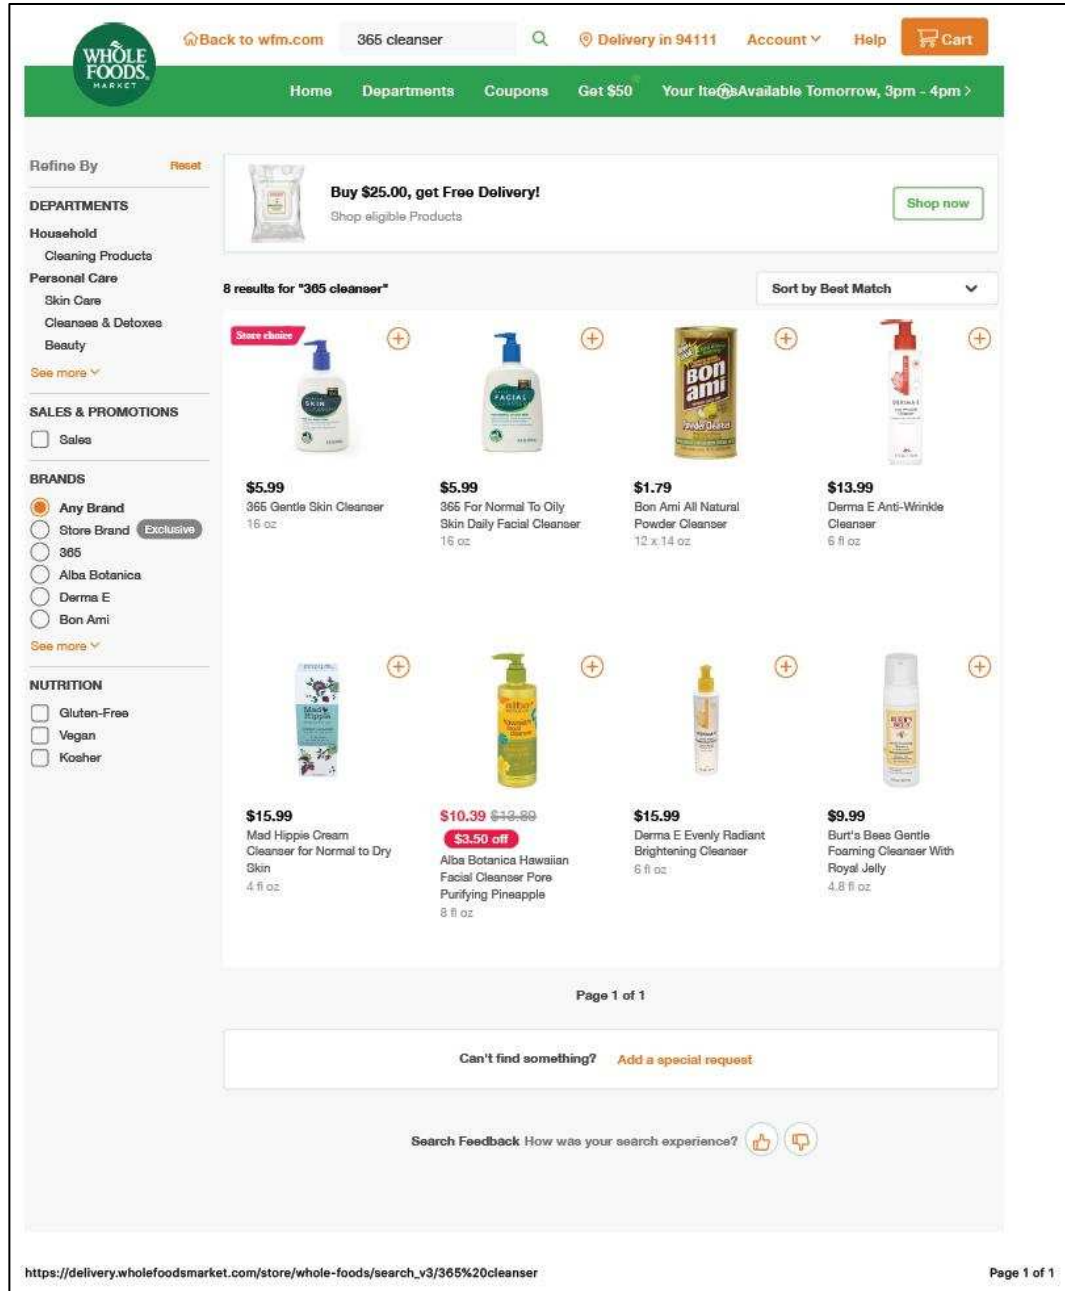 WHOLE
FOODS
MARKET
Back to wfm.com
365 cleanser
Delivery in 94111
Account
Help
Cart
Home
Departments
Coupons
Get $50
Your Items
Available Tomorrow, 3pm - 4pm >
Refine By
Reset
DEPARTMENTS
Household
Cleaning Products
Personal Care
Skin Care
Cleanses & Detoxes
Beauty
See more
SALES & PROMOTIONS
Sales
BRANDS
Any Brand
Store Brand Exclusive
365
Alba Botanica
Derma E
Bon Ami
See more
NUTRITION
Gluten-Free
Vegan
Kosher
Buy $25.00, get Free Delivery!
Shop eligible Products
Shop now
8 results for "365 cleanser"
Sort by Best Match
Store choice
SKIN
$5.99
365 Gentle Skin Cleanser
16 oz
FACIAL
$5.99
365 For Normal To Oily
Skin Daily Facial Cleanser
16 oz
BON
ami
Powder Cleanser
$1.79
Bon Ami All Natural
Powder Cleanser
12 x 14 oz
DERMA E
$13.99
Derma E Anti-Wrinkle
Cleanser
6 fl oz
Mad
Hippie
$15.99
Mad Hippie Cream
Cleanser for Normal to Dry
Skin
4 fl oz
alba
$10.39 $13.89
$3.50 off
Alba Botanica Hawaiian
Facial Cleanser Pore
Purifying Pineapple
8 fl oz
$15.99
Derma E Evenly Radiant
Brightening Cleanser
6 fl oz
BURT'S
BEES
$9.99
Burt's Bees Gentle
Foaming Cleanser With
Royal Jelly
4.8 fl oz
Page 1 of 1
Can't find something? Add a special request
Search Feedback How was your search experience?
https://delivery.wholefoodsmarket.com/store/whole-foods/search_v3/365%20cleanser
Page 1 of 1